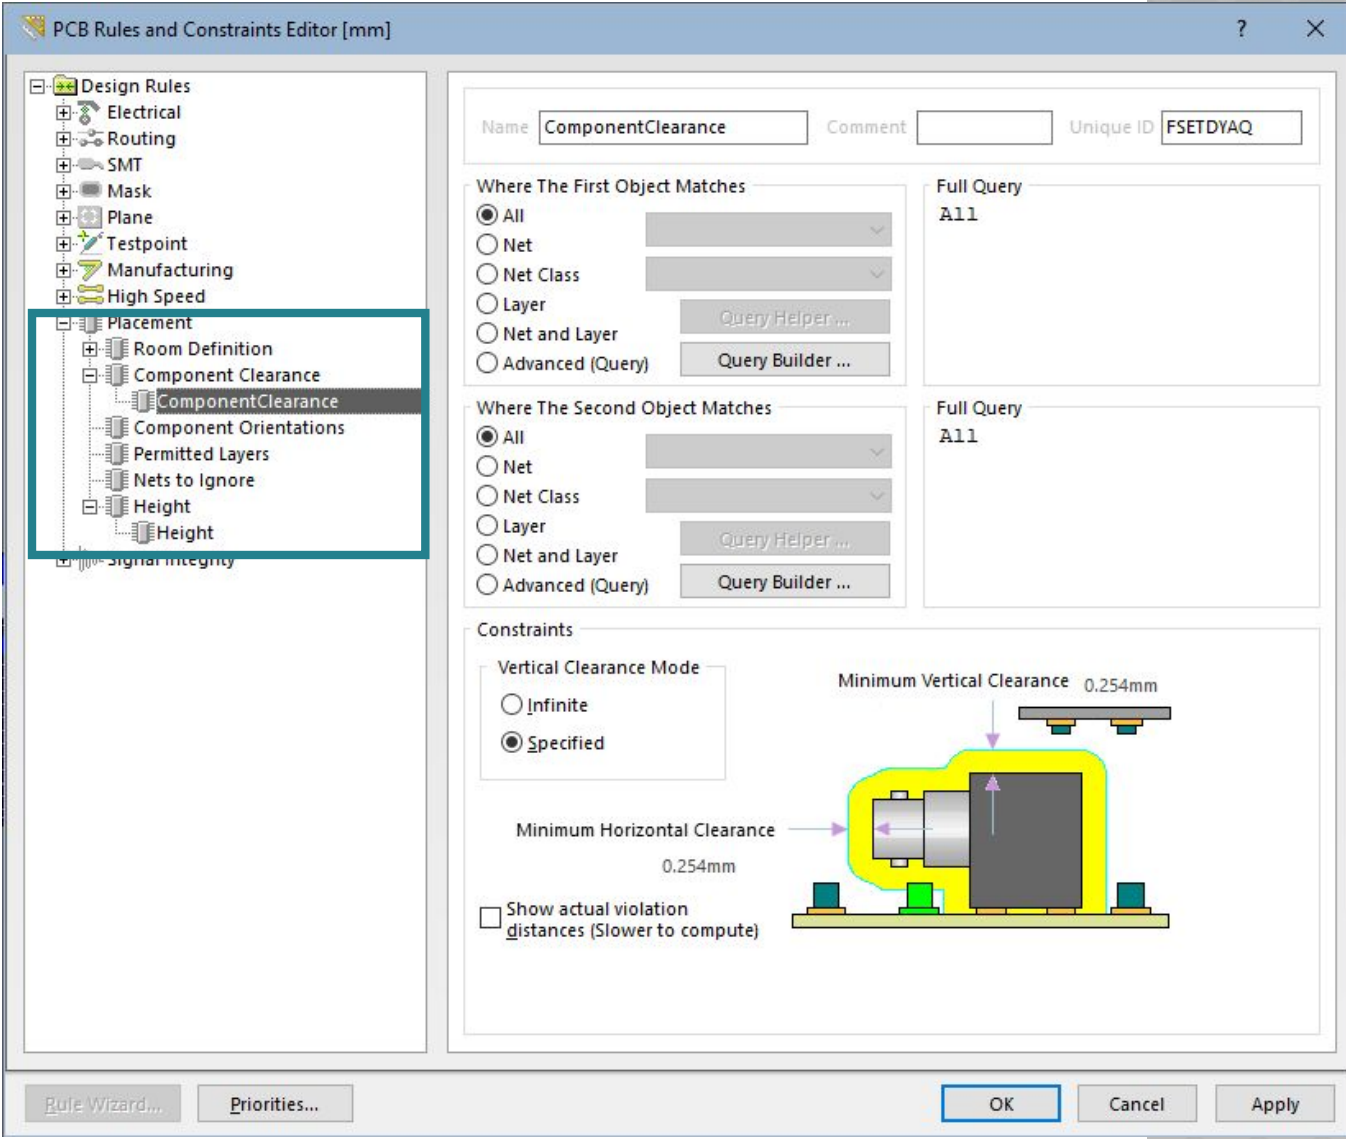 PCB Rules and Constraints Editor [mm]
?
Design Rules
Electrical
Routing
SMT
Mask
Plane
Testpoint
Manufacturing
High Speed
Placement
Room Definition
Component Clearance
ComponentClearance
Component Orientations
Permitted Layers
Nets to Ignore
Height
Height
Signal Integrity
Name ComponentClearance Comment Unique ID FSETDYAQ
Where The First Object Matches
All
Net
Net Class
Layer
Net and Layer
Advanced (Query)
Query Helper ...
Query Builder ...
Full Query
All
Where The Second Object Matches
All
Net
Net Class
Layer
Net and Layer
Advanced (Query)
Query Helper ...
Query Builder ...
Full Query
All
Constraints
Vertical Clearance Mode
Infinite
Specified
Minimum Vertical Clearance 0.254mm
Minimum Horizontal Clearance
0.254mm
Show actual violation
distances (Slower to compute)
Rule Wizard...
Priorities...
OK
Cancel
Apply